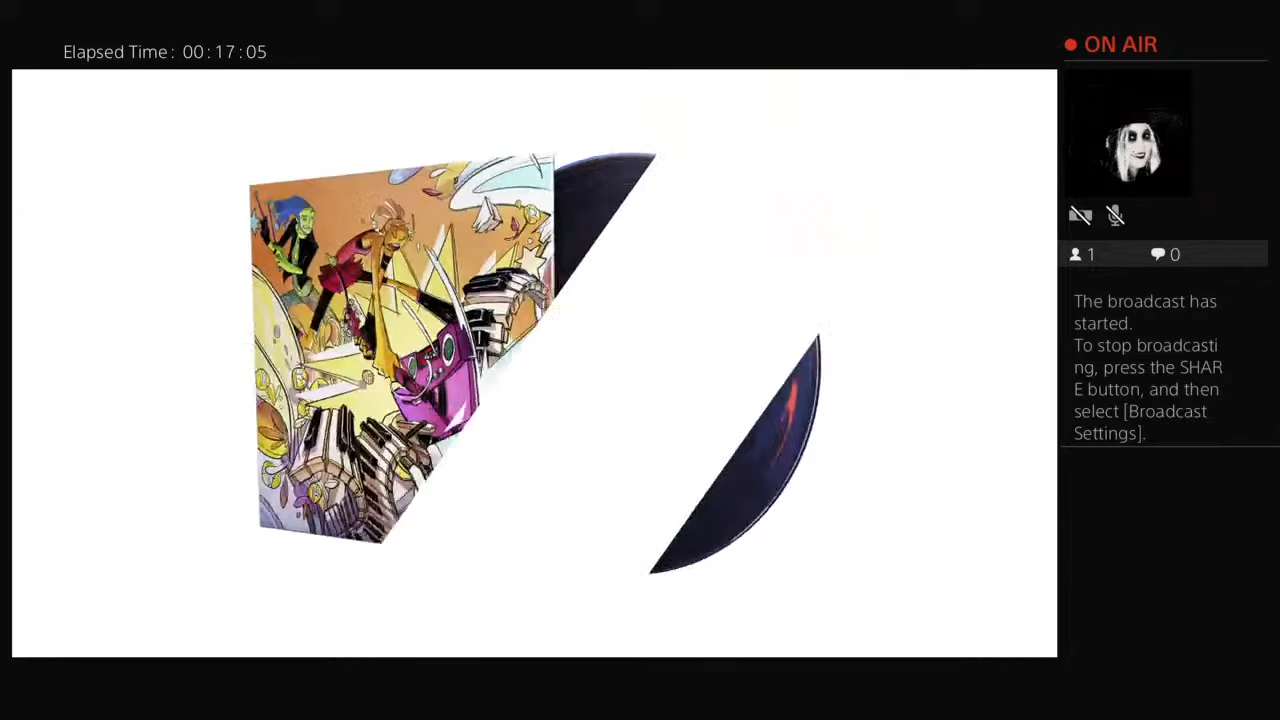 Elapsed Time: 00:17:05
ON AIR
1
0
The broadcast has
started.
To stop broadcasti
ng, press the SHAR
E button, and then
select [Broadcast
Settings].